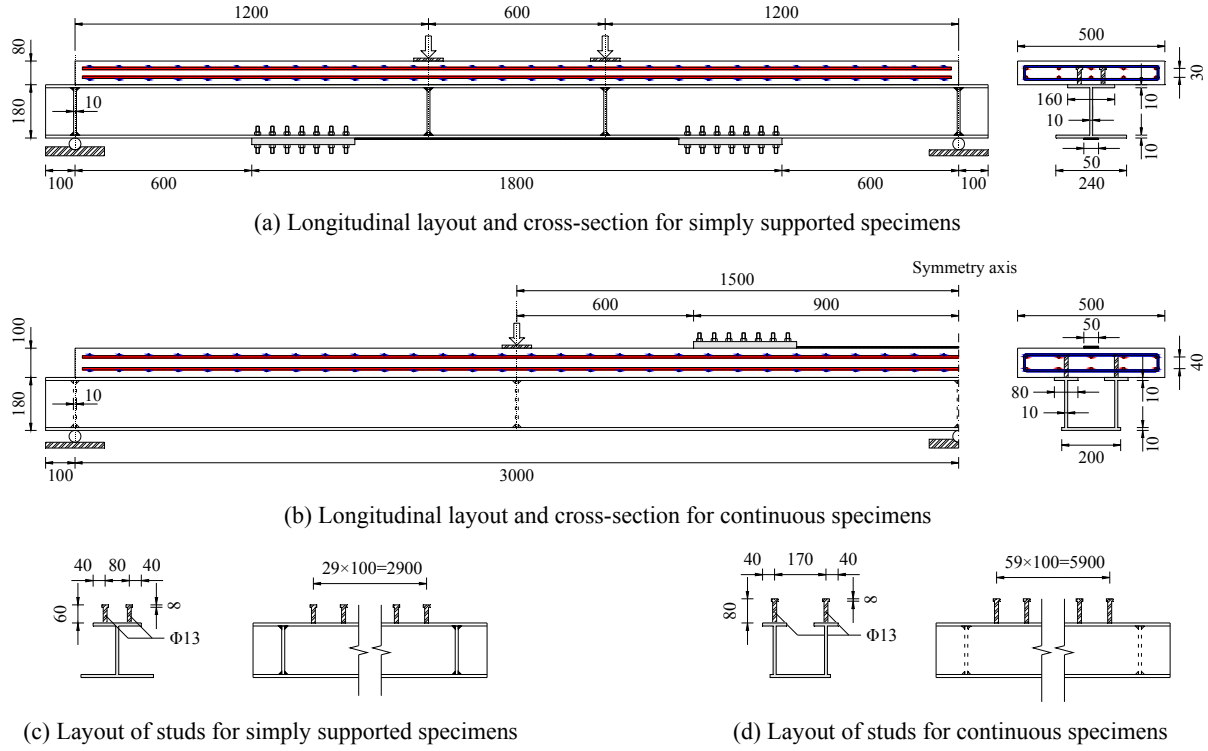 1200 600 1200
80
180
10
100 600 1800 600 100
500
30
160
10
10
10
50
240
(a) Longitudinal layout and cross-section for simply supported specimens
Symmetry axis
1500
600 900
100
180
10
100 3000
500
50
40
80
10
10
10
200
(b) Longitudinal layout and cross-section for continuous specimens
40 80 40
60
8
Φ13
29×100=2900
40 170 40
80
8
Φ13
59×100=5900
(c) Layout of studs for simply supported specimens
(d) Layout of studs for continuous specimens